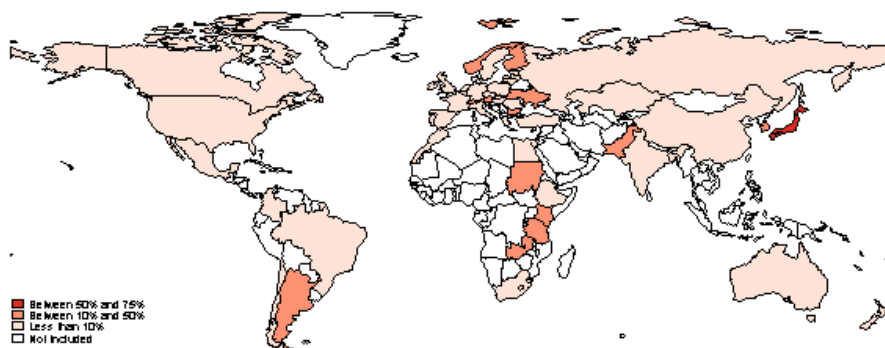 Between 50% and 75%
Between 10% and 50%
Less than 10%
Not included